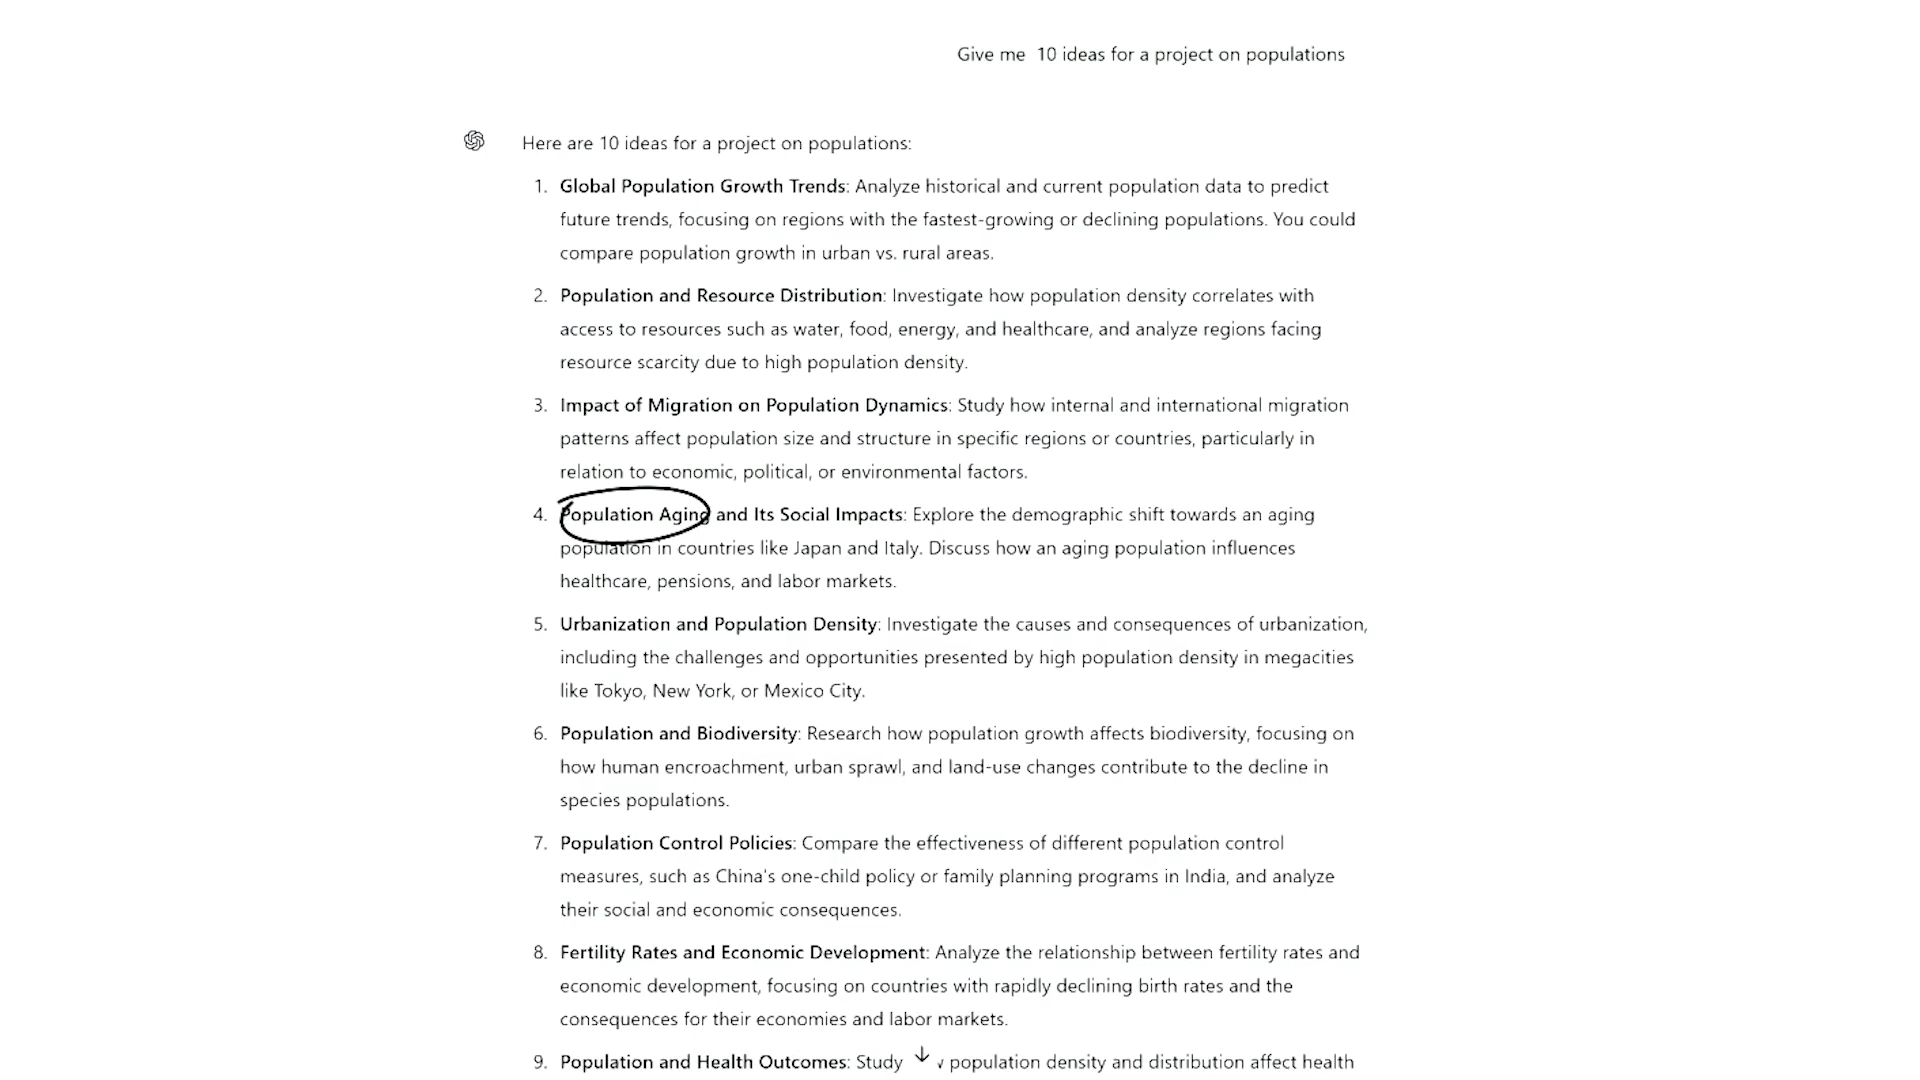 Give me 10 ideas for a project on populations
Here are 10 ideas for a project on populations:
1. Global Population Growth Trends: Analyze historical and current population data to predict
future trends, focusing on regions with the fastest-growing or declining populations. You could
compare population growth in urban vs. rural areas.
2. Population and Resource Distribution: Investigate how population density correlates with
access to resources such as water, food, energy, and healthcare, and analyze regions facing
resource scarcity due to high population density.
3. Impact of Migration on Population Dynamics: Study how internal and international migration
patterns affect population size and structure in specific regions or countries, particularly in
relation to economic, political, or environmental factors.
4. Population Aging and Its Social Impacts: Explore the demographic shift towards an aging
population in countries like Japan and Italy. Discuss how an aging population influences
healthcare, pensions, and labor markets.
5. Urbanization and Population Density: Investigate the causes and consequences of urbanization,
including the challenges and opportunities presented by high population density in megacities
like Tokyo, New York, or Mexico City.
6. Population and Biodiversity: Research how population growth affects biodiversity, focusing on
how human encroachment, urban sprawl, and land-use changes contribute to the decline in
species populations.
7. Population Control Policies: Compare the effectiveness of different population control
measures, such as China's one-child policy or family planning programs in India, and analyze
their social and economic consequences.
8. Fertility Rates and Economic Development: Analyze the relationship between fertility rates and
economic development, focusing on countries with rapidly declining birth rates and the
consequences for their economies and labor markets.
9. Population and Health Outcomes: Study population density and distribution affect health